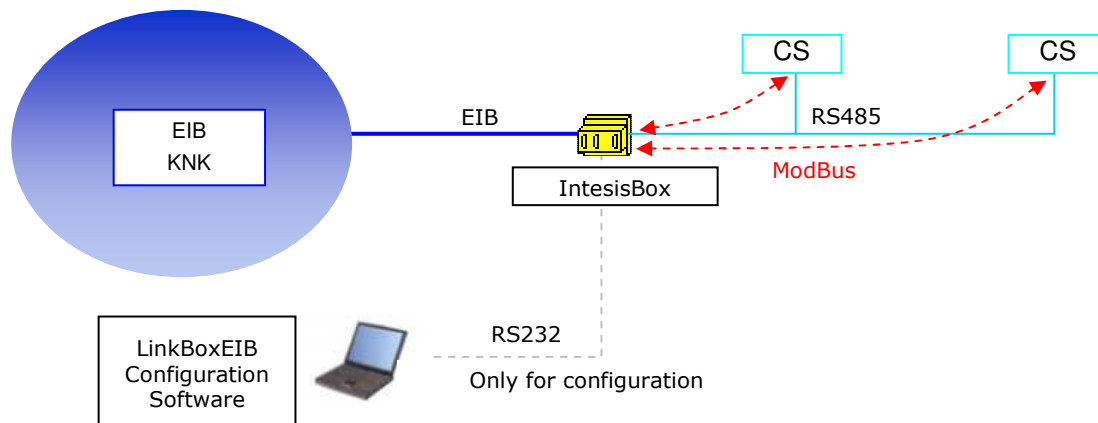 CS
CS
EIB
KNK
EIB
RS485
ModBus
IntesisBox
LinkBoxEIB
Configuration
Software
RS232
Only for configuration